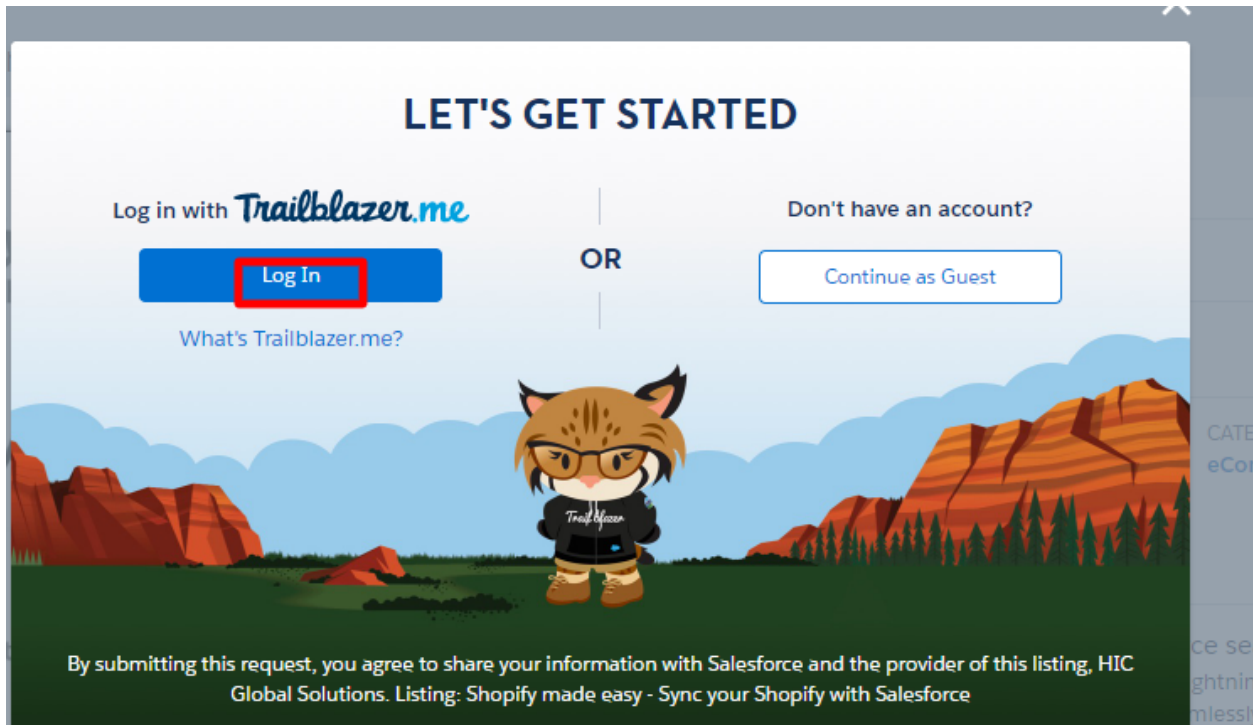 LET'S GET STARTED
Log in with Trailblazer.me
Log In
What's Trailblazer.me?
OR
Don't have an account?
Continue as Guest
Trailblazer
By submitting this request, you agree to share your information with Salesforce and the provider of this listing, HIC
Global Solutions. Listing: Shopify made easy - Sync your Shopify with Salesforce